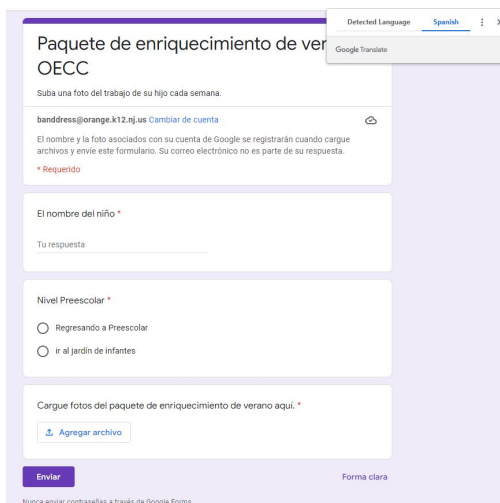 Detected Language Spanish
Google Translate
Paquete de enriquecimiento de ver
OECC
Suba una foto del trabajo de su hijo cada semana.
banddress@orange.k12.nj.us Cambiar de cuenta
El nombre y la foto asociados con su cuenta de Google se registrarán cuando cargue
archivos y envíe este formulario. Su correo electrónico no es parte de su respuesta.
* Requerido
El nombre del niño *
Tu respuesta
Nivel Preescolar *
Regresando a Preescolar
ir al jardín de infantes
Cargue fotos del paquete de enriquecimiento de verano aquí. *
Agregar archivo
Enviar Forma clara
Nunca enviar contraseñas a través de Google Forms